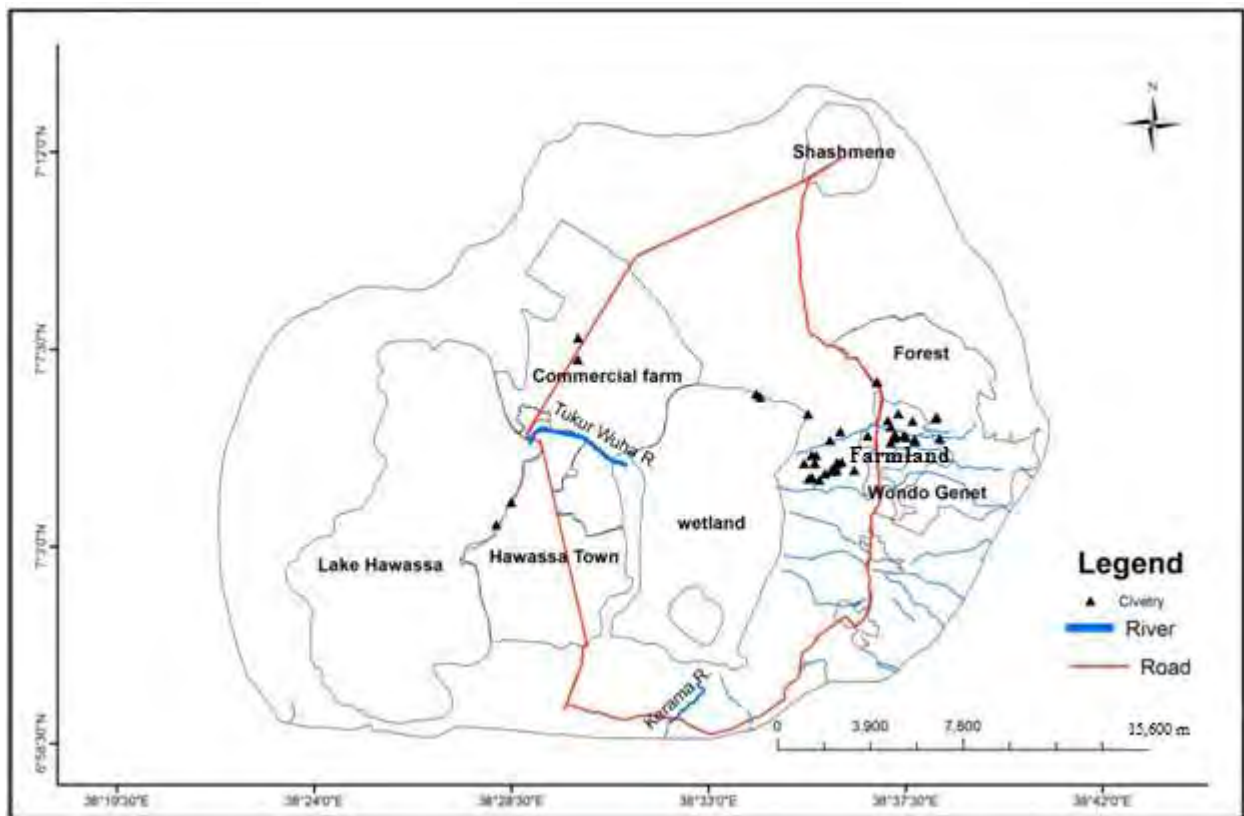 N
Shashmene
7°12'0"N
7°7'30"N
Forest
Commercial farm
Tukur Wuha R.
Farmland
Wondo Genet
wetland
7°3'0"N
Hawassa Town
Lake Hawassa
Legend
Civetry
River
Road
Kerama R.
0 3,900 7,800 15,600 m
6°58'30"N
38°19'30"E 38°24'0"E 38°28'30"E 38°33'0"E 38°37'30"E 38°42'0"E